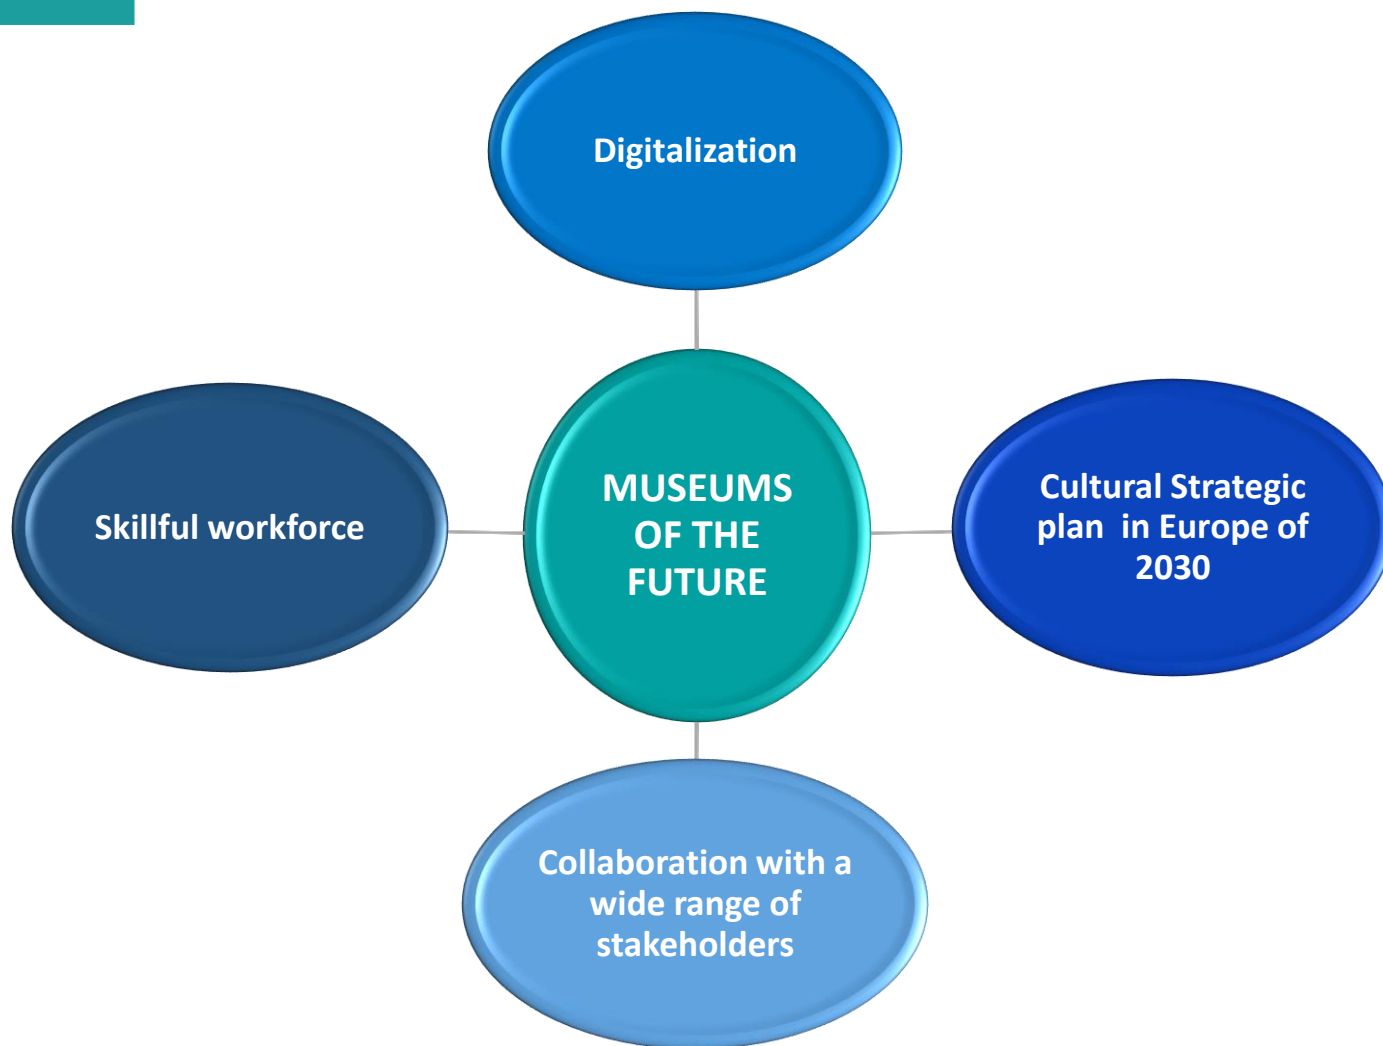 Digitalization
Skillful workforce
MUSEUMS
OF THE
FUTURE
Cultural Strategic
plan  in Europe of
2030
Collaboration with a
wide range of
stakeholders